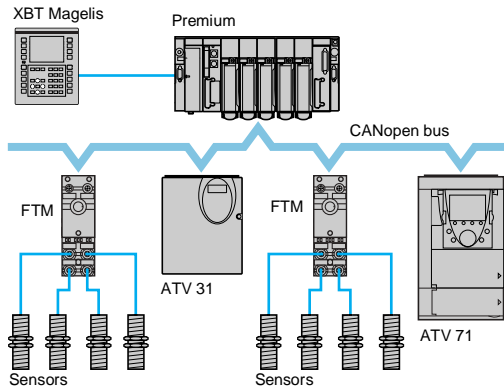 XBT Magelis
Premium
CANopen bus
FTM
FTM
ATV 31
ATV 71
Sensors
Sensors